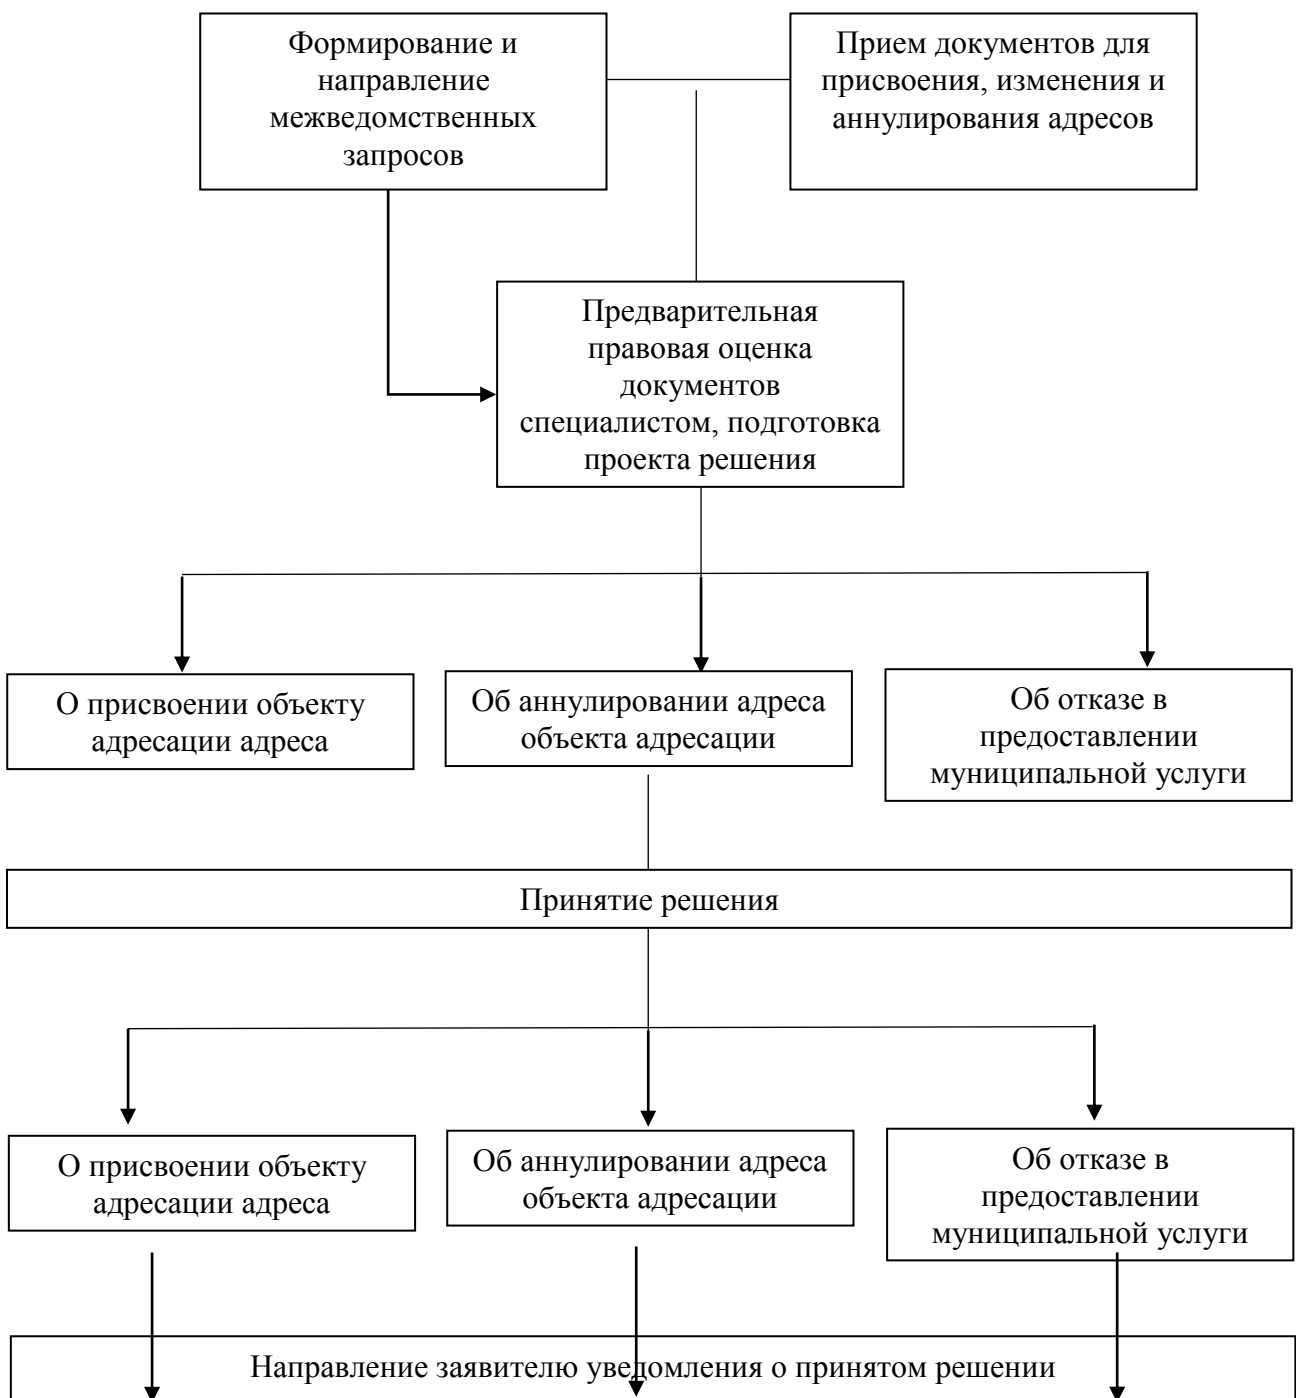 Формирование и
направление
межведомственных
запросов
Прием документов для
присвоения, изменения и
аннулирования адресов
Предварительная
правовая оценка
документов
специалистом, подготовка
проекта решения
О присвоении объекту
адресации адреса
Об аннулировании адреса
объекта адресации
Об отказе в
предоставлении
муниципальной услуги
Принятие решения
О присвоении объекту
адресации адреса
Об аннулировании адреса
объекта адресации
Об отказе в
предоставлении
муниципальной услуги
Направление заявителю уведомления о принятом решении